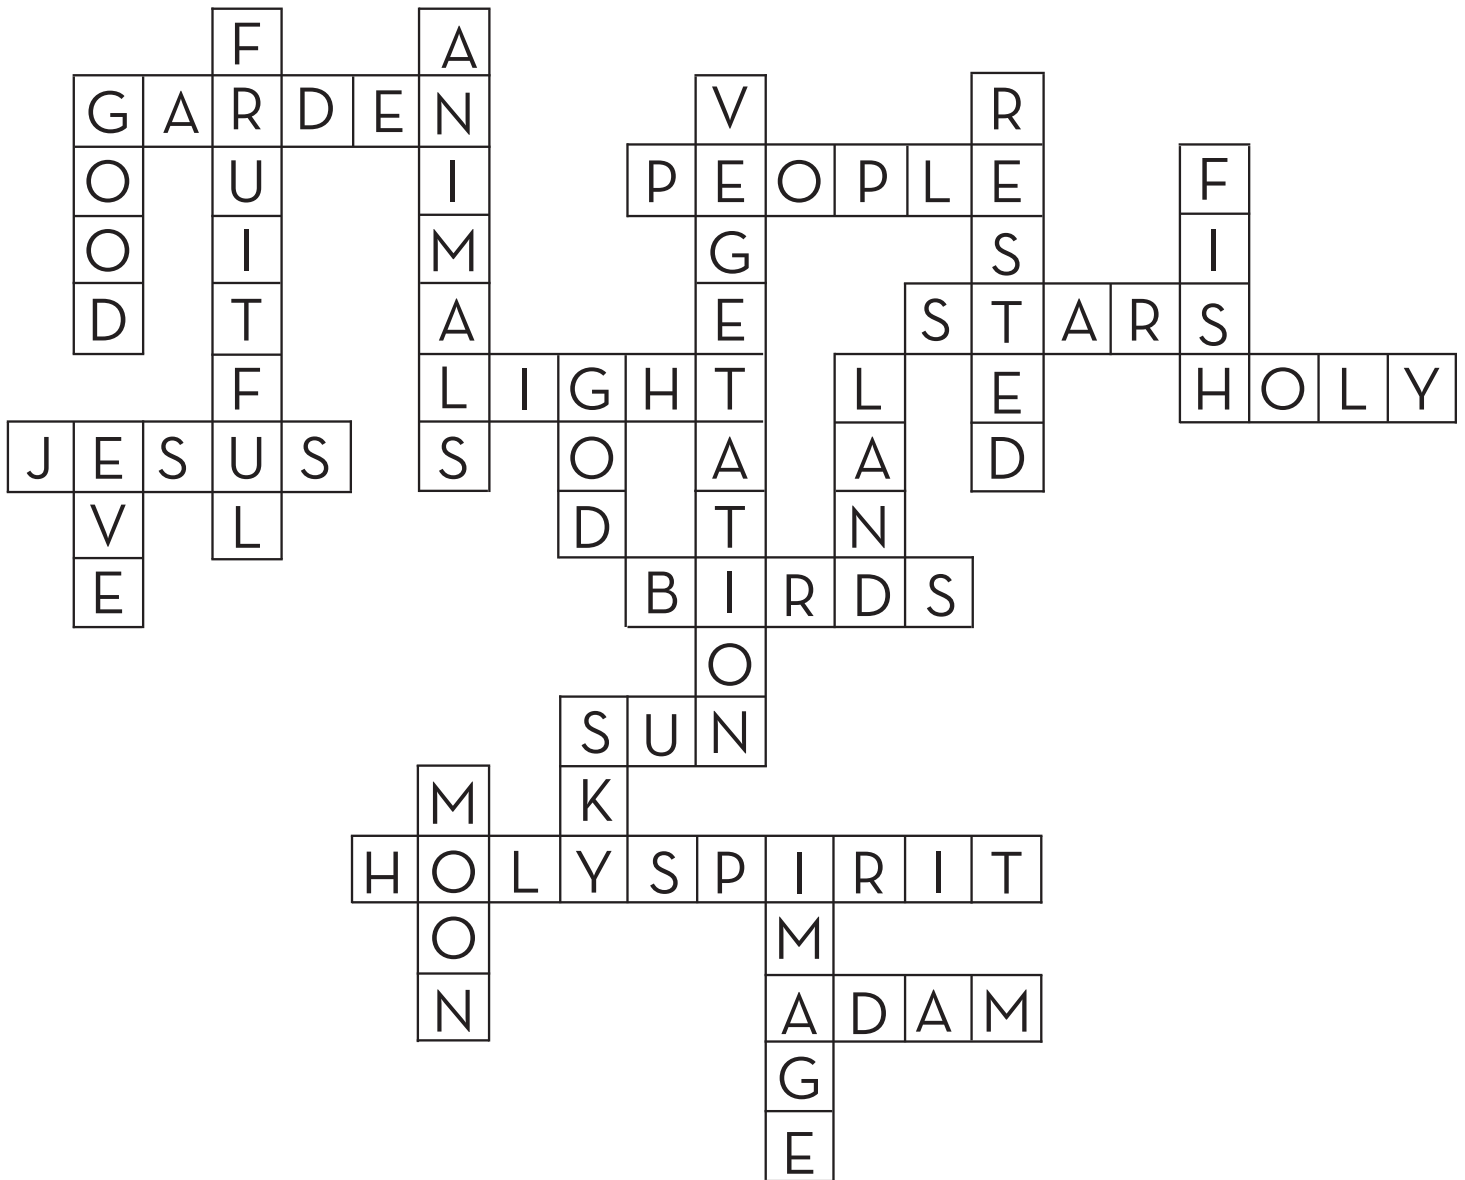 F A
GARDEN V R
O U I PEOPLE F
O I M G S I
D T A E STARS
F LIGHT L E HOLY
JESUS S O A A D
V L D T N
E BIRDS
O
SUN
M K
HOLYSPIRIT
O M
N ADAM
G
E